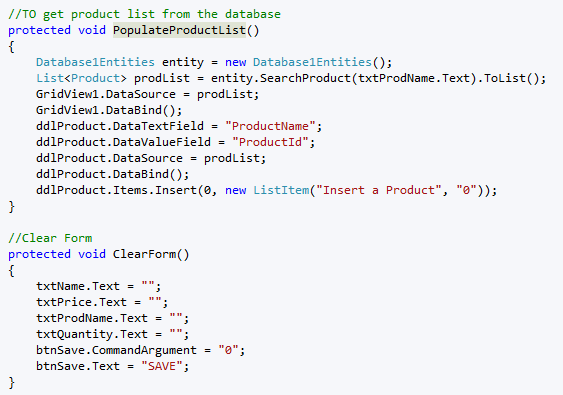 //TO get product list from the database
protected void PopulateProductList()
{
    Database1Entities entity = new Database1Entities();
    List<Product> prodList = entity.SearchProduct(txtProdName.Text).ToList();
    GridView1.DataSource = prodList;
    GridView1.DataBind();
    ddlProduct.DataTextField = "ProductName";
    ddlProduct.DataValueField = "ProductId";
    ddlProduct.DataSource = prodList;
    ddlProduct.DataBind();
    ddlProduct.Items.Insert(0, new ListItem("Insert a Product", "0"));
}

//Clear Form
protected void ClearForm()
{
    txtName.Text = "";
    txtPrice.Text = "";
    txtProdName.Text = "";
    txtQuantity.Text = "";
    btnSave.CommandArgument = "0";
    btnSave.Text = "SAVE";
}